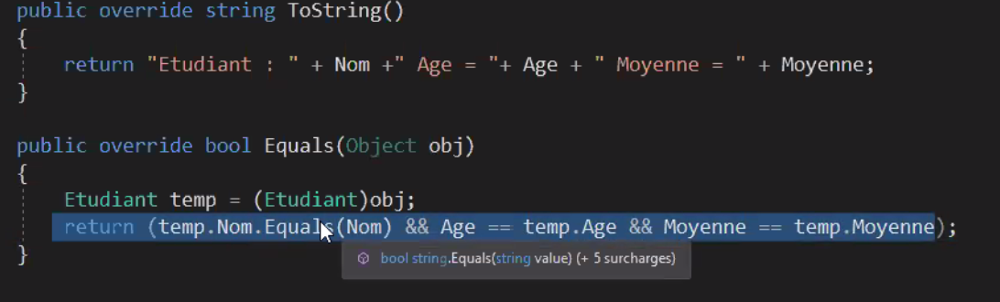 public override string ToString()
{
return "Etudiant : " + Nom +" Age = "+ Age + " Moyenne = " + Moyenne;
}
public override bool Equals(Object obj)
{
Etudiant temp = (Etudiant)obj;
return (temp.Nom.Equals(Nom) && Age == temp.Age && Moyenne == temp.Moyenne);
bool string.Equals(string value) (+ 5 surcharges)
}